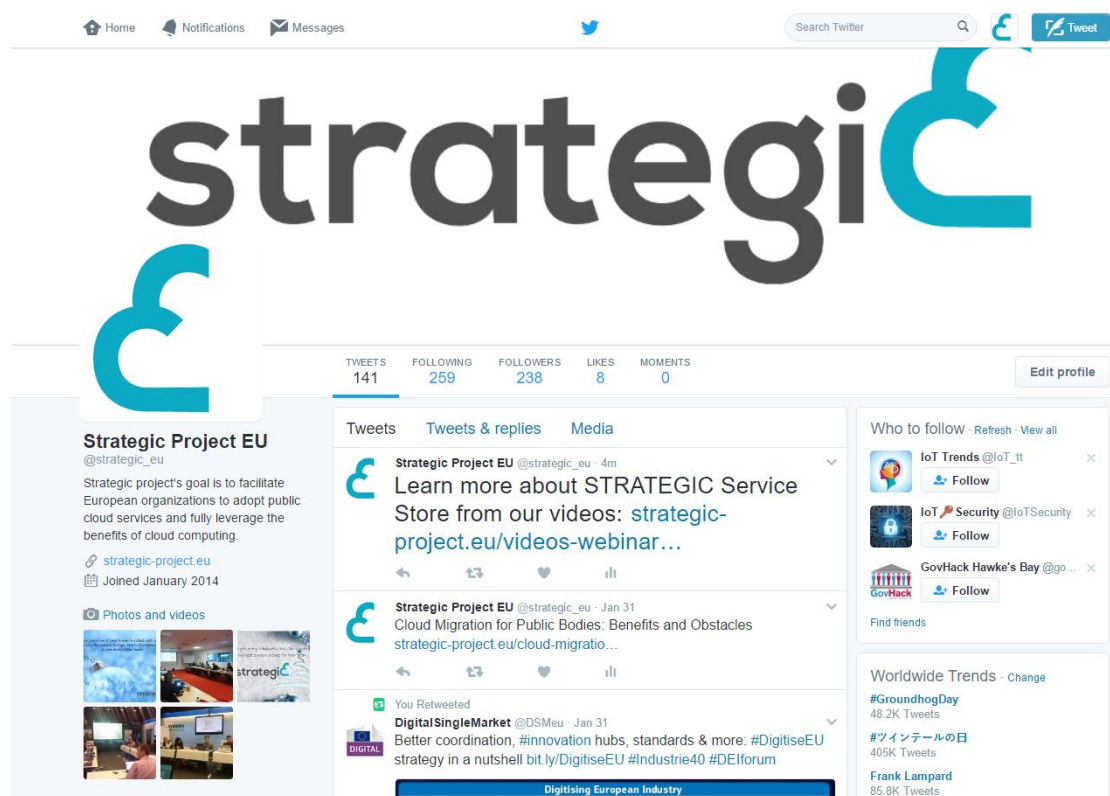 Home Notifications Messages Search Twitter Tweet
strategic
TWEETS FOLLOWING FOLLOWERS LIKES MOMENTS
141 259 238 8 0
Edit profile
Strategic Project EU
@strategic_eu
Strategic project's goal is to facilitate
European organizations to adopt public
cloud services and fully leverage the
benefits of cloud computing.
strategic-project.eu
Joined January 2014
Photos and videos
strategic
Tweets Tweets & replies Media
Strategic Project EU @strategic_eu · 4m
Learn more about STRATEGIC Service
Store from our videos: strategic-
project.eu/videos-webinar…
Strategic Project EU @strategic_eu · Jan 31
Cloud Migration for Public Bodies: Benefits and Obstacles
strategic-project.eu/cloud-migratio…
You Retweeted
DigitalSingleMarket @DSMeu · Jan 31
DIGITAL
Better coordination, #innovation hubs, standards & more: #DigitiseEU
strategy in a nutshell bit.ly/DigitiseEU #Industrie40 #DEIforum
Digitising European Industry
Who to follow · Refresh · View all
IoT Trends @IoT_tt
Follow
IoT Security @IoTSecurity
Follow
GovHack Hawke's Bay @go...
GovHack
Follow
Find friends
Worldwide Trends · Change
#GroundhogDay
48.2K Tweets
#ツインテールの日
405K Tweets
Frank Lampard
85.8K Tweets